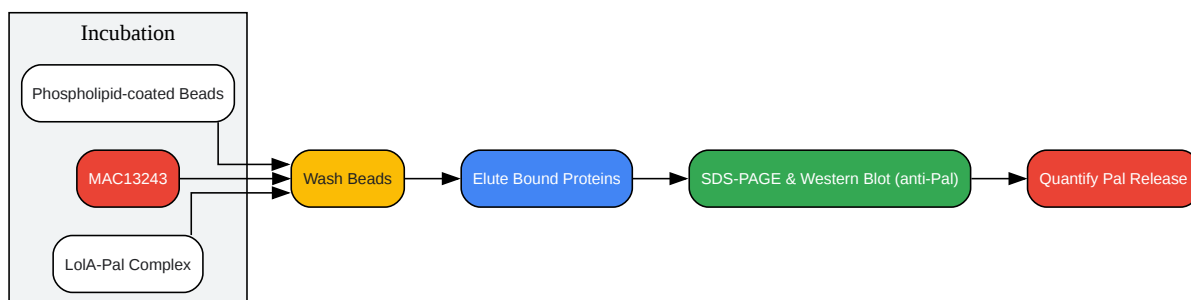 Incubation
Phospholipid-coated Beads
MAC13243
LolA-Pal Complex
Wash Beads
Elute Bound Proteins
SDS-PAGE & Western Blot (anti-Pal)
Quantify Pal Release